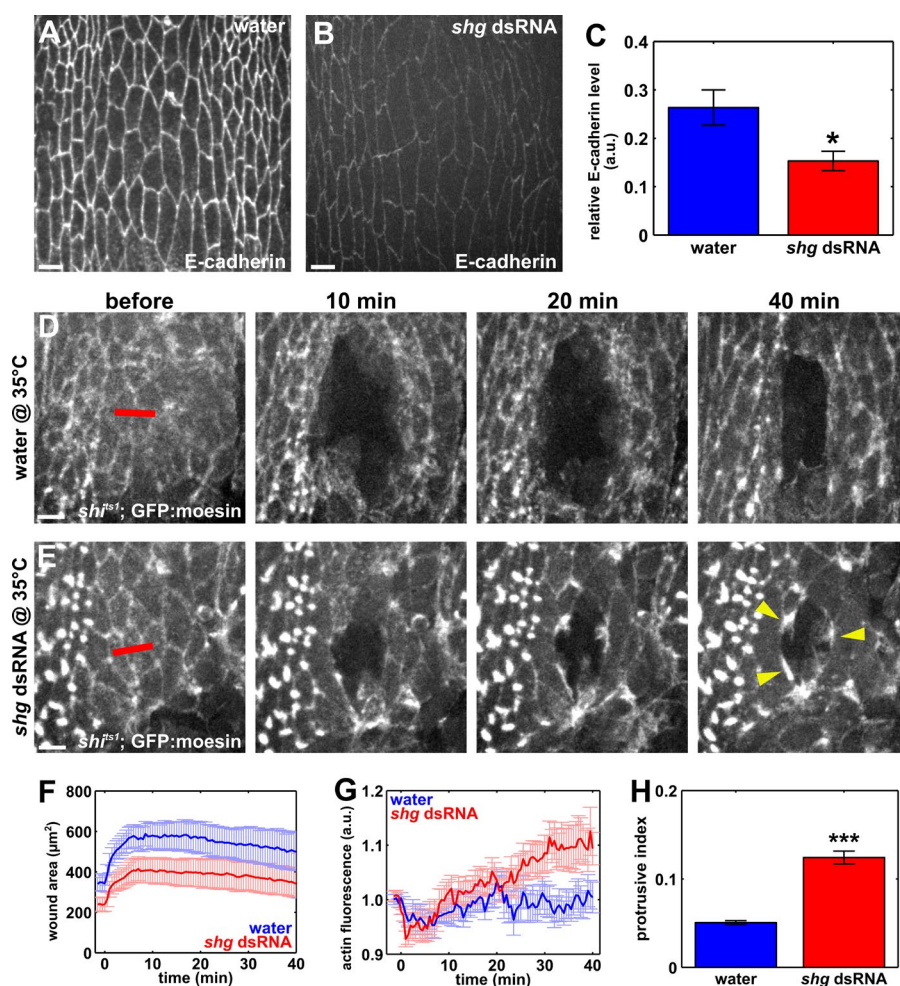 A
water
E-cadherin
B
shg dsRNA
E-cadherin
C
relative E-cadherin level
(a.u.)
0.4
0.3
0.2
0.1
0
*
water
shg dsRNA
before
10 min
20 min
40 min
D
water @ 35°C
shi^ts1; GFP:moesin
E
shg dsRNA @ 35°C
shi^ts1; GFP:moesin
F
wound area (µm²)
800
600
400
200
0
water
shg dsRNA
0
10
20
30
40
time (min)
G
actin fluorescence (a.u.)
1.2
1.1
1.0
0.9
water
shg dsRNA
0
10
20
30
40
time (min)
H
protrusive index
0.2
0.1
0
***
water
shg dsRNA